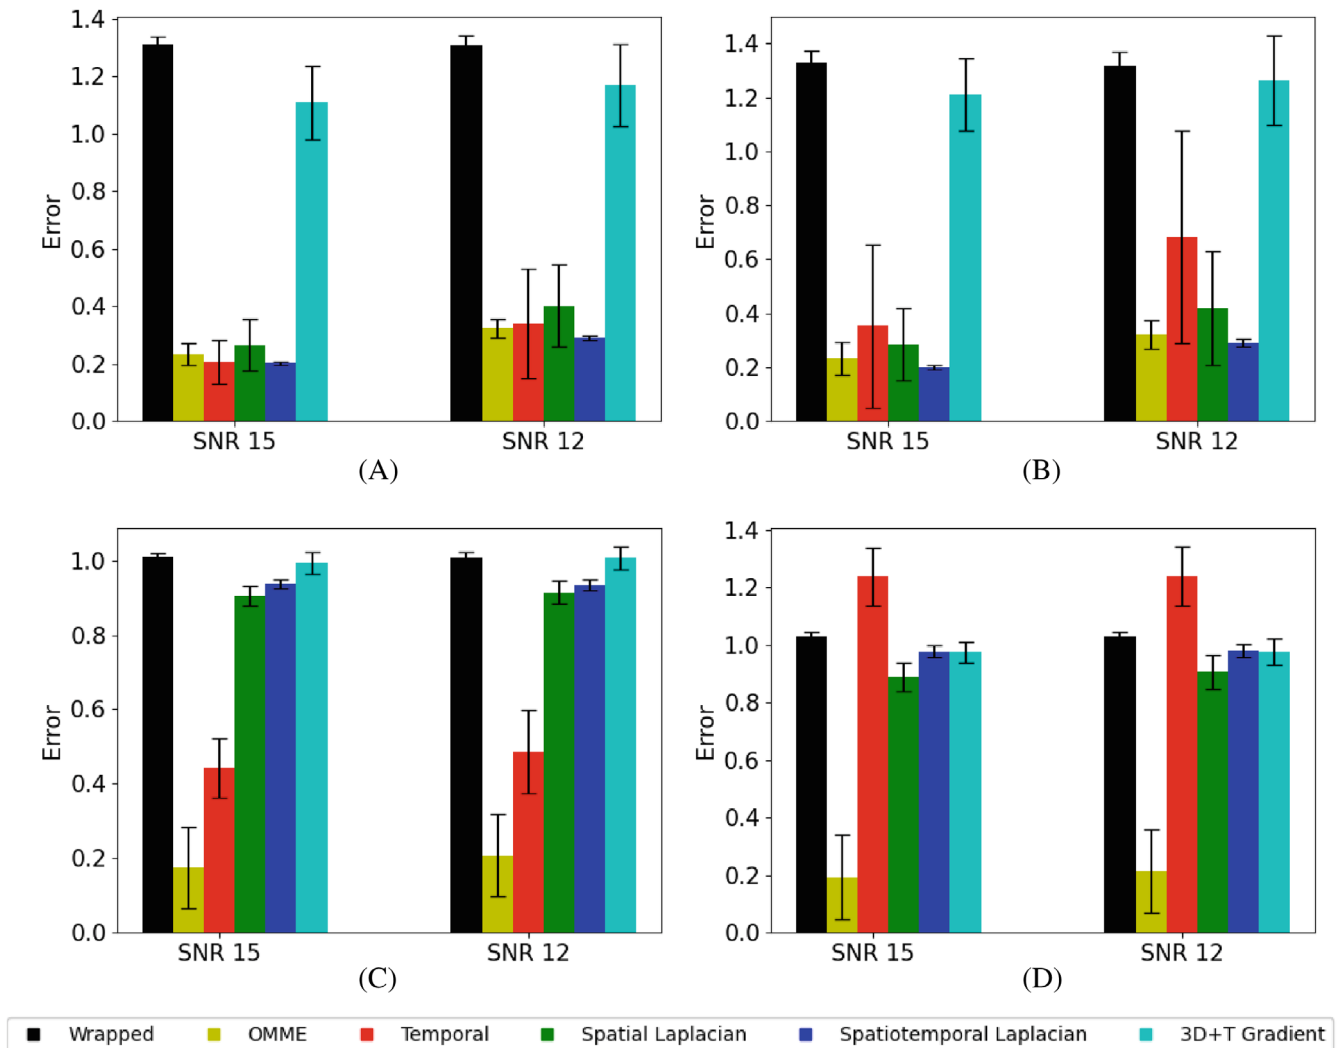 1.4
1.2
1.0
0.8
0.6
0.4
0.2
0.0
Error
SNR 15
SNR 12
(A)
1.4
1.2
1.0
0.8
0.6
0.4
0.2
0.0
Error
SNR 15
SNR 12
(B)
1.0
0.8
0.6
0.4
0.2
0.0
Error
SNR 15
SNR 12
(C)
1.4
1.2
1.0
0.8
0.6
0.4
0.2
0.0
Error
SNR 15
SNR 12
(D)
Wrapped OMME Temporal Spatial Laplacian Spatiotemporal Laplacian 3D+T Gradient